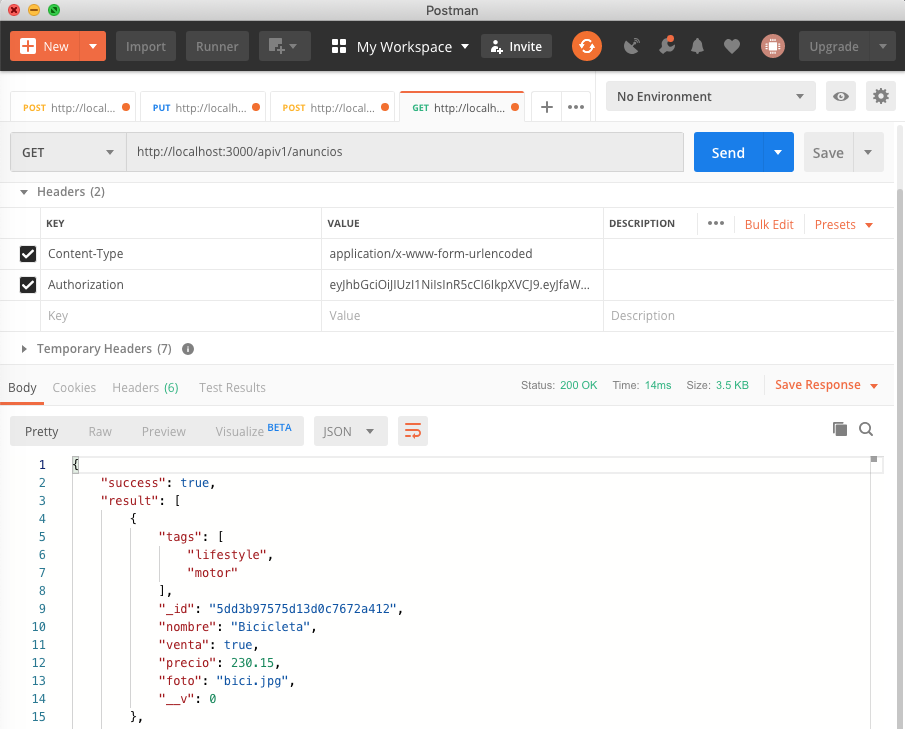 Postman
New Import Runner My Workspace Invite Upgrade
POST http://local... PUT http://localh... POST http://local... GET http://localh... + ••• No Environment
GET http://localhost:3000/apiv1/anuncios Send Save
Headers (2)
KEY VALUE DESCRIPTION ••• Bulk Edit Presets
Content-Type application/x-www-form-urlencoded
Authorization eyJhbGciOiJIUzI1NiIsInR5cCI6IkpXVCJ9.eyJfaW...
Key Value Description
Temporary Headers (7)
Body Cookies Headers (6) Test Results Status: 200 OK Time: 14ms Size: 3.5 KB Save Response
Pretty Raw Preview Visualize BETA JSON
1 {
2 "success": true,
3 "result": [
4 {
5 "tags": [
6 "lifestyle",
7 "motor"
8 ],
9 "_id": "5dd3b97575d13d0c7672a412",
10 "nombre": "Bicicleta",
11 "venta": true,
12 "precio": 230.15,
13 "foto": "bici.jpg",
14 "__v": 0
15 },